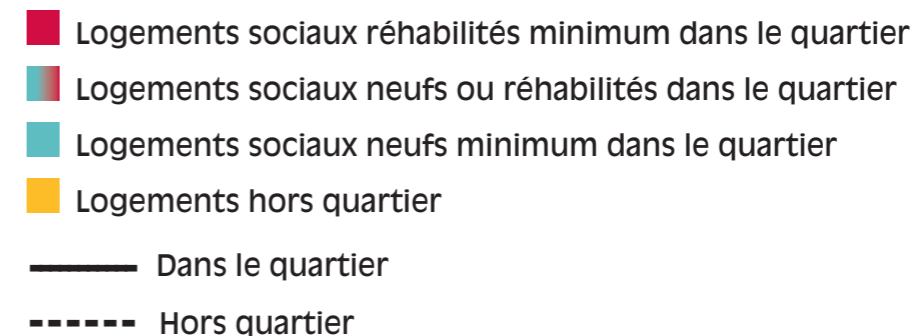 Logements sociaux réhabilités minimum dans le quartier
Logements sociaux neufs ou réhabilités dans le quartier
Logements sociaux neufs minimum dans le quartier
Logements hors quartier
Dans le quartier
Hors quartier